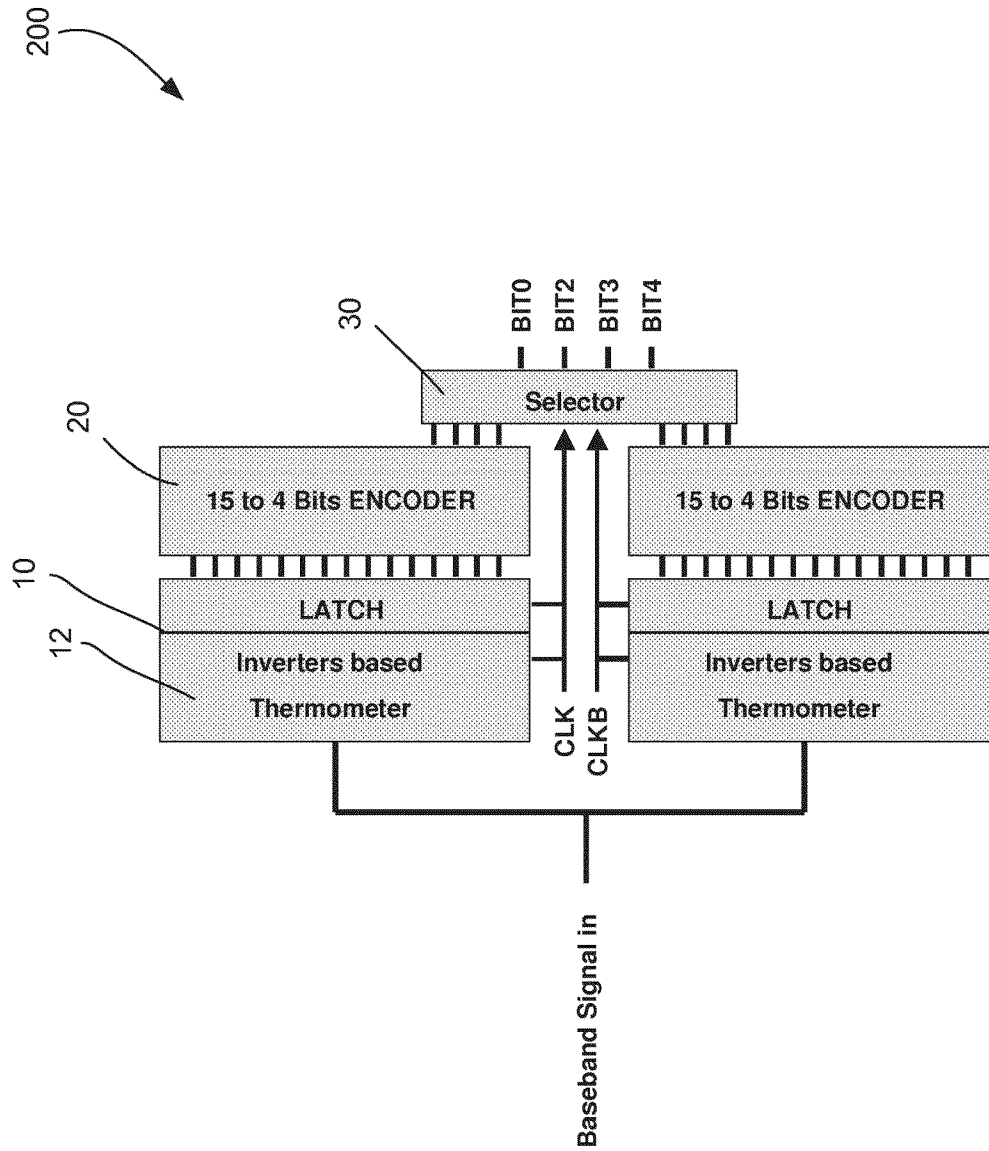 200
30
20
10
12
BIT0
BIT2
BIT3
BIT4
Selector
15 to 4 Bits ENCODER
15 to 4 Bits ENCODER
LATCH
LATCH
Inverters based
Thermometer
Inverters based
Thermometer
CLK
CLKB
Baseband Signal in